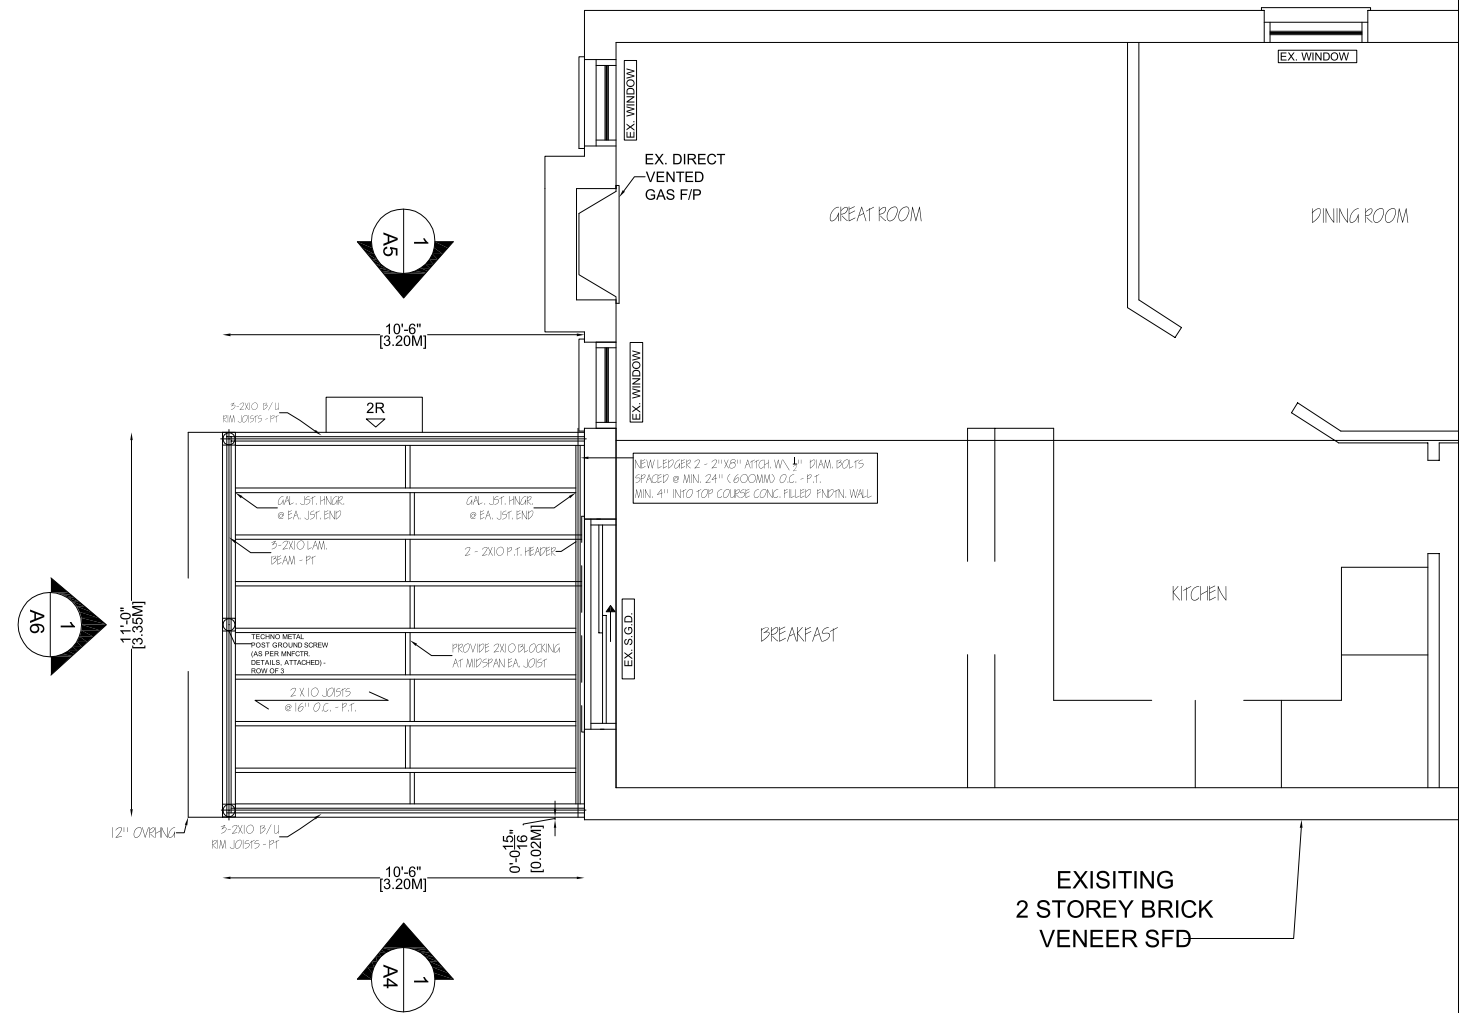 EX. WINDOW
EX. WINDOW
EX. DIRECT
VENTED
GAS F/P
GREAT ROOM
DINING ROOM
1
A5
10'-6"
[3.20M]
EX. WINDOW
3-2X10 B/U
RIM JOISTS - PT
2R
NEW LEDGER 2 - 2"X8" ATTCH. W\ 1/2" DIAM. BOLTS
SPACED @ MIN. 24" (600MM) O.C. - P.T.
MIN. 4" INTO TOP COURSE CONC. FILLED FNDTN. WALL
GAL. JST. HNGR.
@ EA. JST. END
GAL. JST. HNGR.
@ EA. JST. END
3-2X10 LAM.
BEAM - PT
2 - 2X10 P.T. HEADER
1
A6
11'-0"
[3.35M]
TECHNO METAL
POST GROUND SCREW
(AS PER MNFCTR.
DETAILS, ATTACHED) -
ROW OF 3
PROVIDE 2X10 BLOCKING
AT MIDSPAN EA. JOIST
2 X 10 JOISTS
@ 16" O.C. - P.T.
EX. S.G.D.
BREAKFAST
KITCHEN
12" OVRHNG
3-2X10 B/U
RIM JOISTS - PT
0'-0 15/16"
[0.02M]
10'-6"
[3.20M]
1
A4
EXISITING
2 STOREY BRICK
VENEER SFD